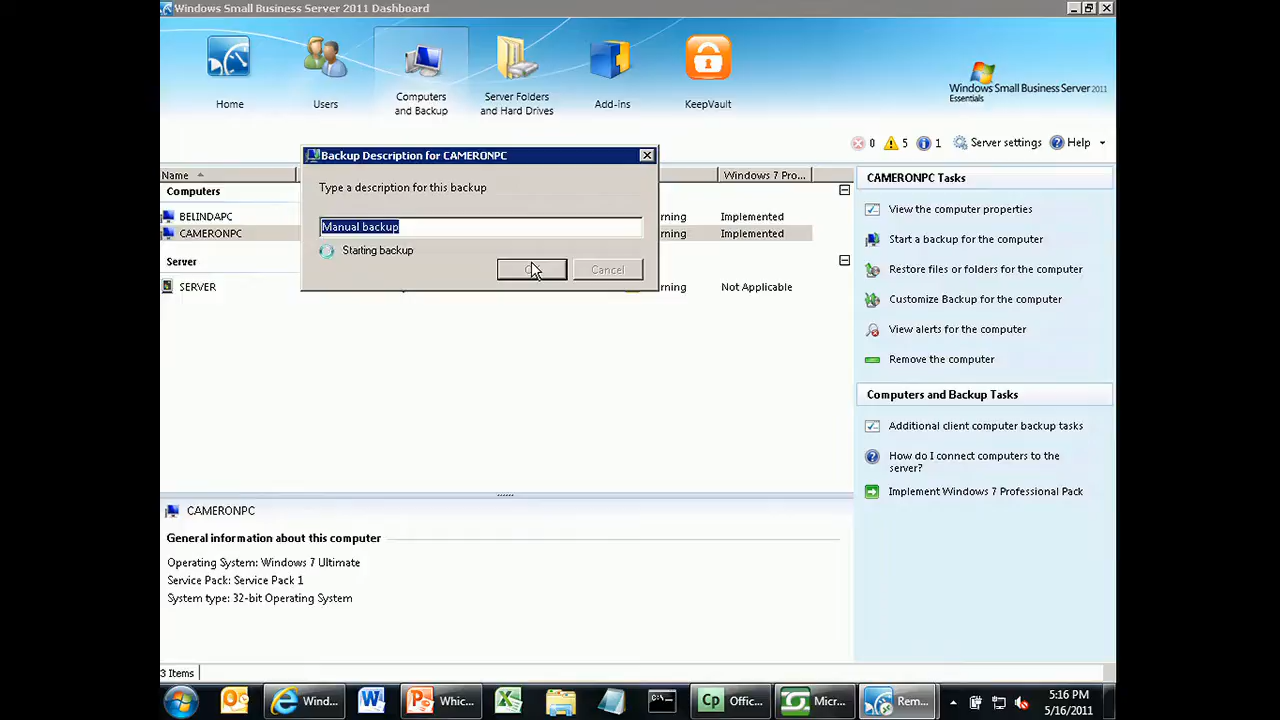 Windows Small Business Server 2011 Dashboard
Home
Users
Computers
and Backup
Server Folders
and Hard Drives
Add-ins
KeepVault
Windows Small Business Server 2011
Essentials
0
5
1
Server settings
Help
Name
Windows 7 Pro...
Computers
BELINDAPC
Implemented
CAMERONPC
Implemented
Server
SERVER
Not Applicable
Backup Description for CAMERONPC
Type a description for this backup
Manual backup
Starting backup
Cancel
CAMERONPC Tasks
View the computer properties
Start a backup for the computer
Restore files or folders for the computer
Customize Backup for the computer
View alerts for the computer
Remove the computer
Computers and Backup Tasks
Additional client computer backup tasks
How do I connect computers to the
server?
Implement Windows 7 Professional Pack
CAMERONPC
General information about this computer
Operating System: Windows 7 Ultimate
Service Pack: Service Pack 1
System type: 32-bit Operating System
3 Items
Wind...
Whic...
Offic...
Micr...
Rem...
5:16 PM
5/16/2011